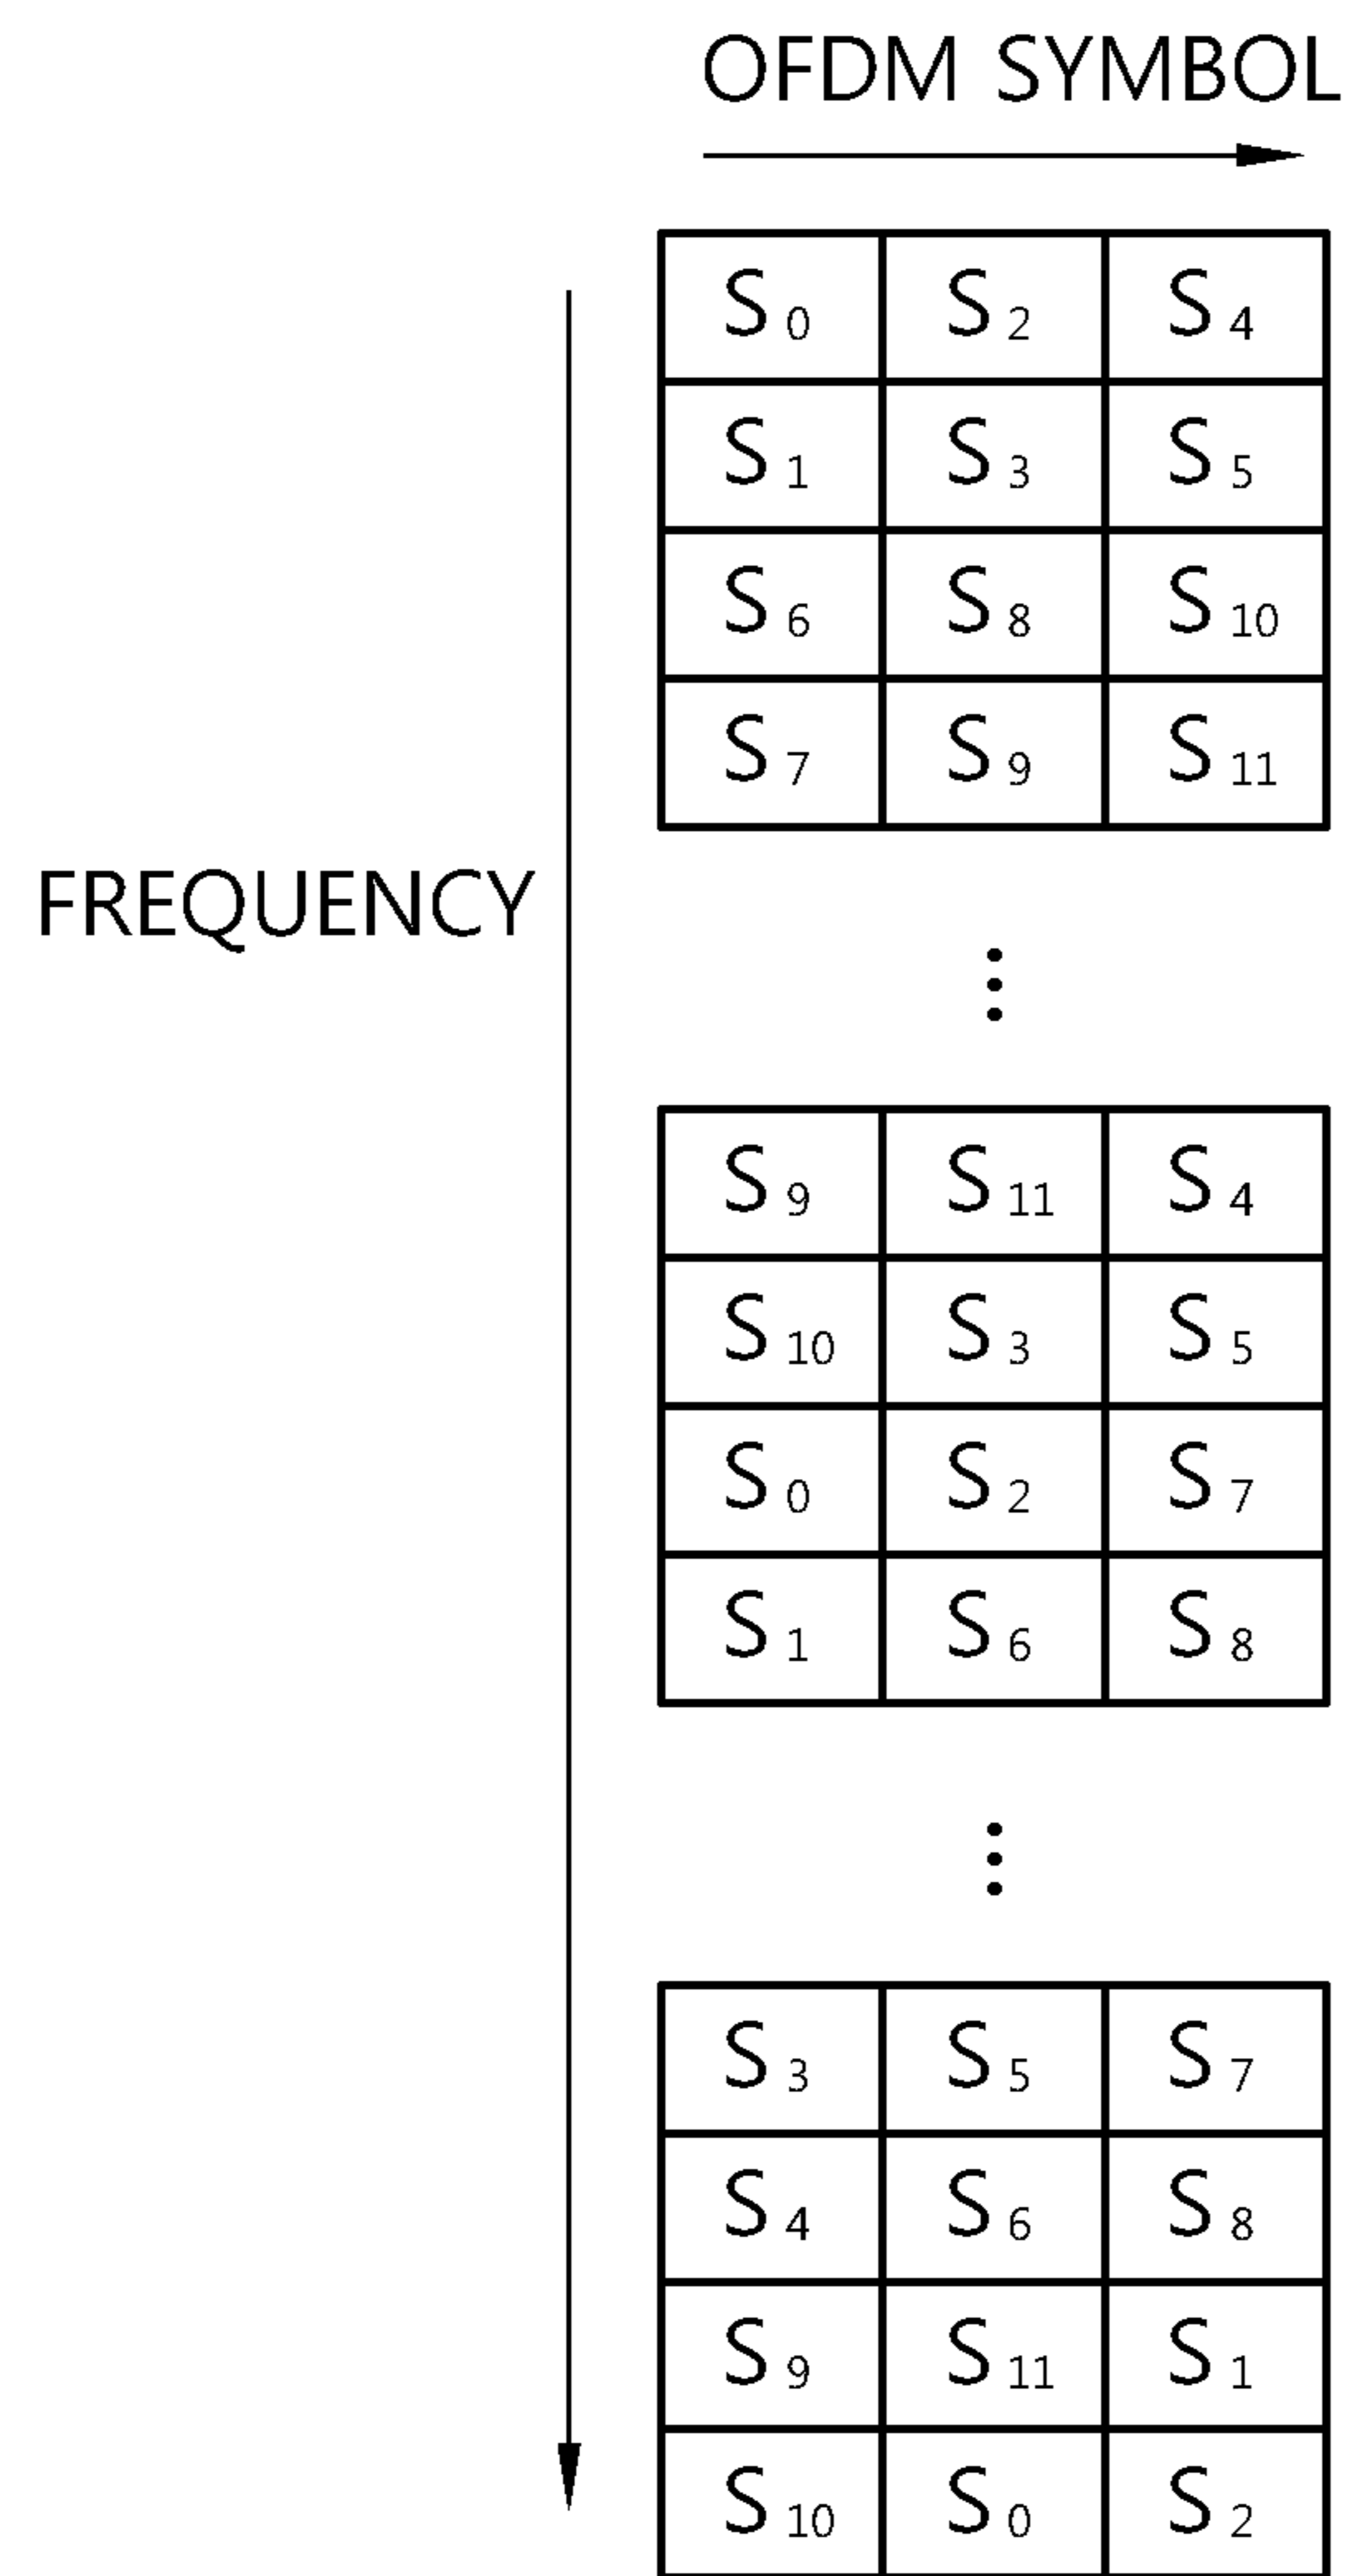 OFDM SYMBOL
S0 S2 S4
S1 S3 S5
S6 S8 S10
S7 S9 S11
FREQUENCY
S9 S11 S4
S10 S3 S5
S0 S2 S7
S1 S6 S8
S3 S5 S7
S4 S6 S8
S9 S11 S1
S10 S0 S2